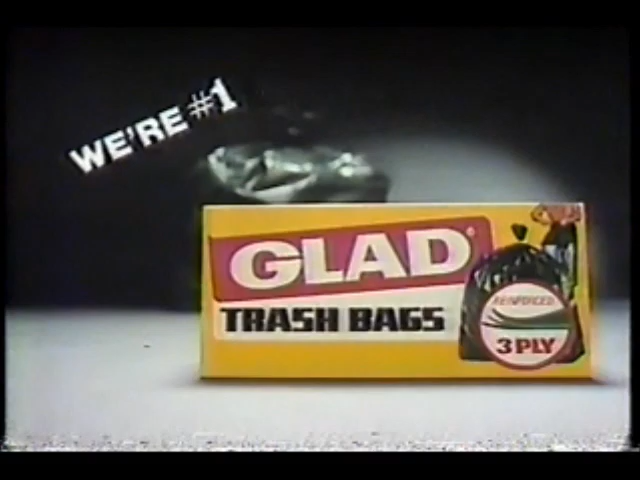 WE'RE #1
GLAD®
TRASH BAGS
REINFORCED
3 PLY